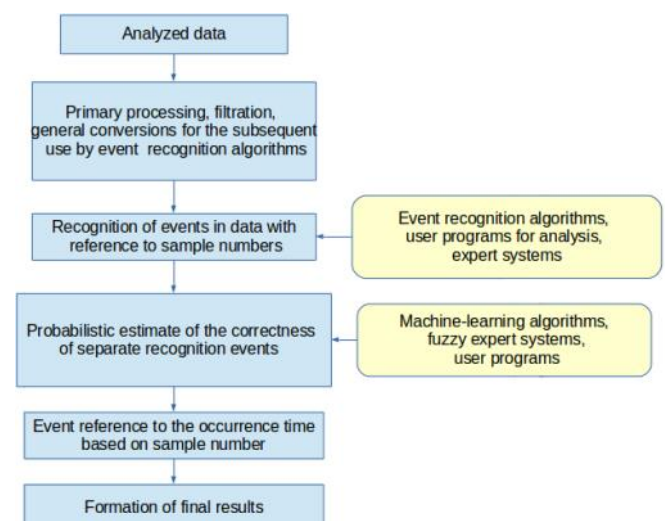 Analyzed data
Primary processing, filtration,
general conversions for the subsequent
use by event recognition algorithms
Recognition of events in data with
reference to sample numbers
Event recognition algorithms,
user programs for analysis,
expert systems
Probabilistic estimate of the correctness
of separate recognition events
Machine-learning algorithms,
fuzzy expert systems,
user programs
Event reference to the occurrence time
based on sample number
Formation of final results